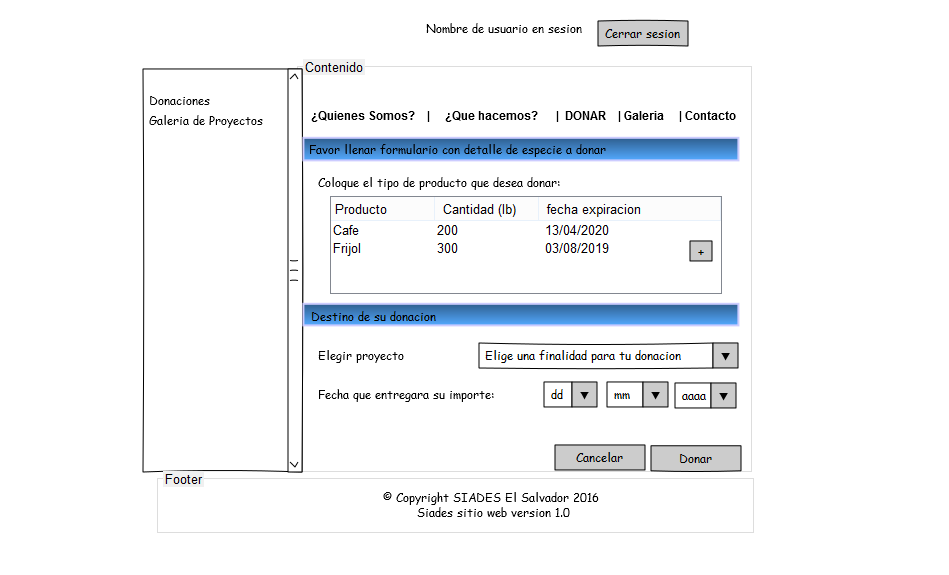 Nombre de usuario en sesion
Cerrar sesion
Contenido
Donaciones
Galeria de Proyectos
¿Quienes Somos? | ¿Que hacemos? | DONAR | Galeria | Contacto
Favor llenar formulario con detalle de especie a donar
Coloque el tipo de producto que desea donar:
Producto Cantidad (lb) fecha expiracion
Cafe 200 13/04/2020
Frijol 300 03/08/2019
+
Destino de su donacion
Elegir proyecto Elige una finalidad para tu donacion
Fecha que entregara su importe: dd mm aaaa
Cancelar Donar
Footer
© Copyright SIADES El Salvador 2016
Siades sitio web version 1.0